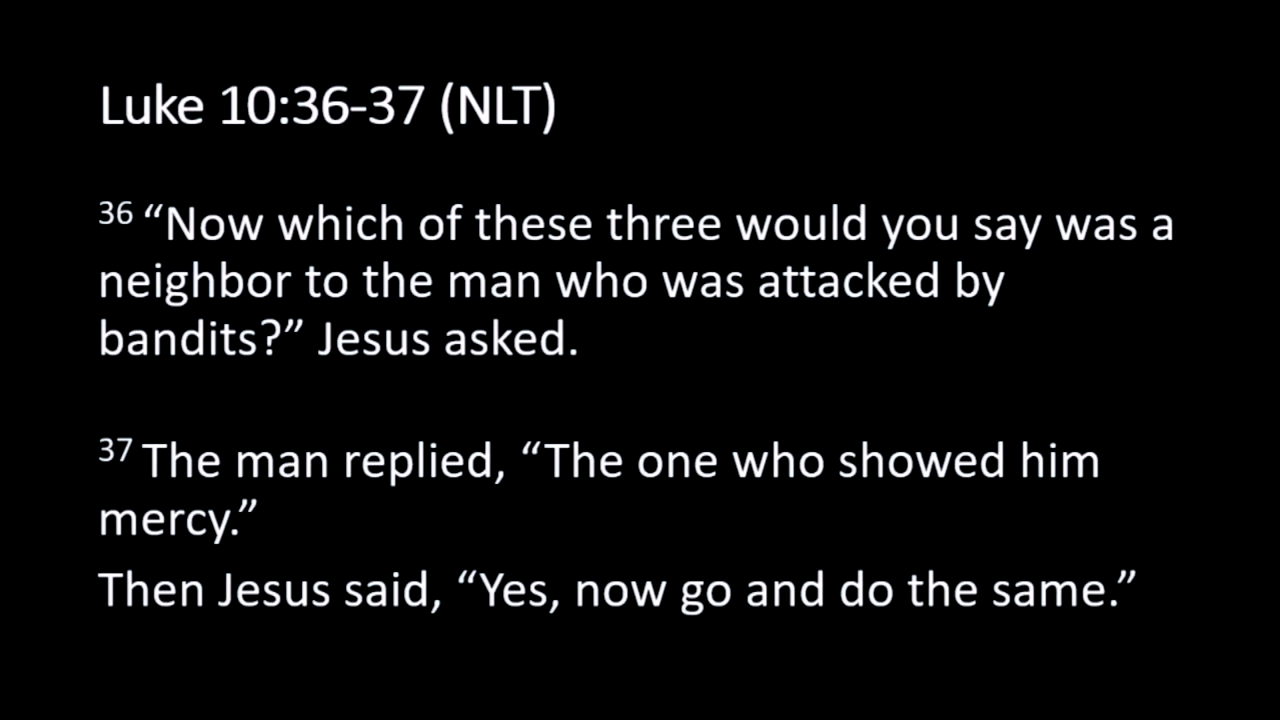 Luke 10:36-37 (NLT)
36 “Now which of these three would you say was a
neighbor to the man who was attacked by
bandits?” Jesus asked.
37 The man replied, “The one who showed him
mercy.”
Then Jesus said, “Yes, now go and do the same.”